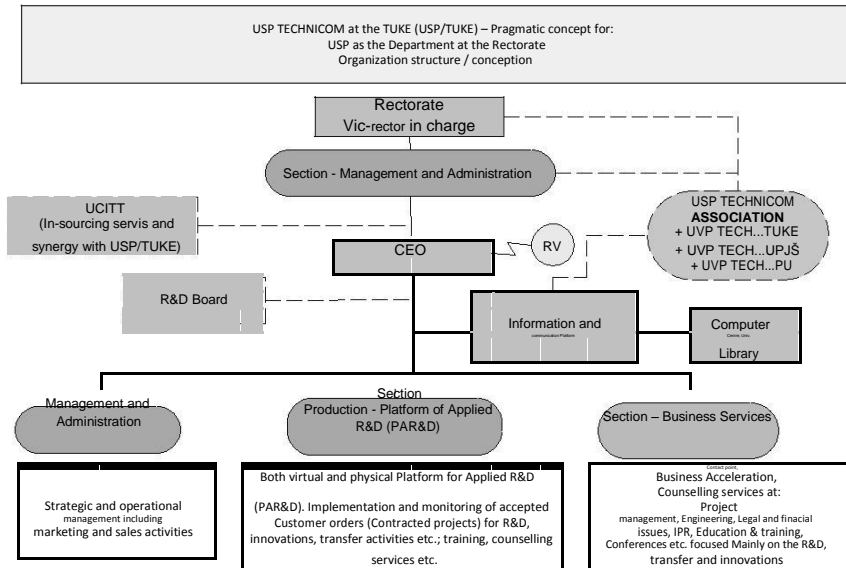 USP TECHNICOM at the TUKE (USP/TUKE) – Pragmatic concept for:
USP as the Department at the Rectorate
Organization structure / conception
Rectorate
Vic-rector in charge
Section - Management and Administration
UCITT
(In-sourcing servis and
synergy with USP/TUKE)
USP TECHNICOM
ASSOCIATION
+ UVP TECH...TUKE
+ UVP TECH...UPJŠ
+ UVP TECH...PU
CEO
RV
R&D Board
Information and
communication Platform
Computer
Centre, Univ.
Library
Management and
Administration
Section
Production - Platform of Applied
R&D (PAR&D)
Section – Business Services
Strategic and operational
management including
marketing and sales activities
Both virtual and physical Platform for Applied R&D
(PAR&D). Implementation and monitoring of accepted
Customer orders (Contracted projects) for R&D,
innovations, transfer activities etc.; training, counselling
services etc.
Contact point,
Business Acceleration,
Counselling services at:
Project
management, Engineering, Legal and finacial
issues, IPR, Education & training,
Conferences etc. focused Mainly on the R&D,
transfer and innovations